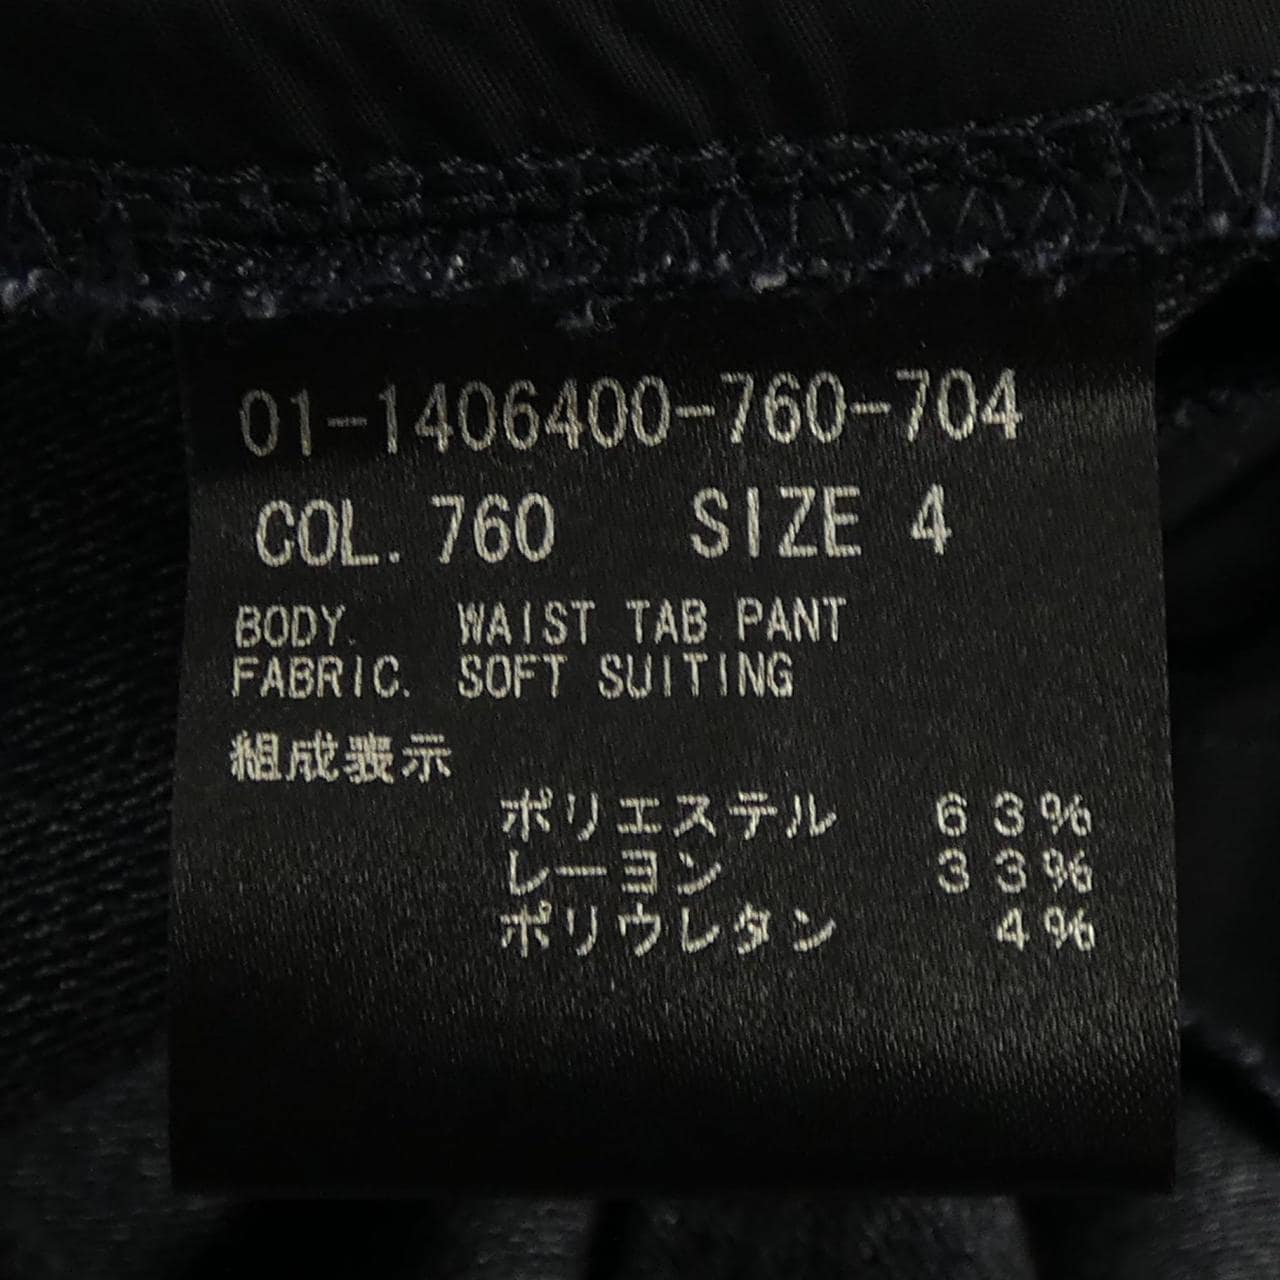 01-1406400-760-704
COL. 760 SIZE 4
BODY. WAIST TAB PANT
FABRIC. SOFT SUITING
組成表示
ポリエステル 63%
レーヨン 33%
ポリウレタン 4%